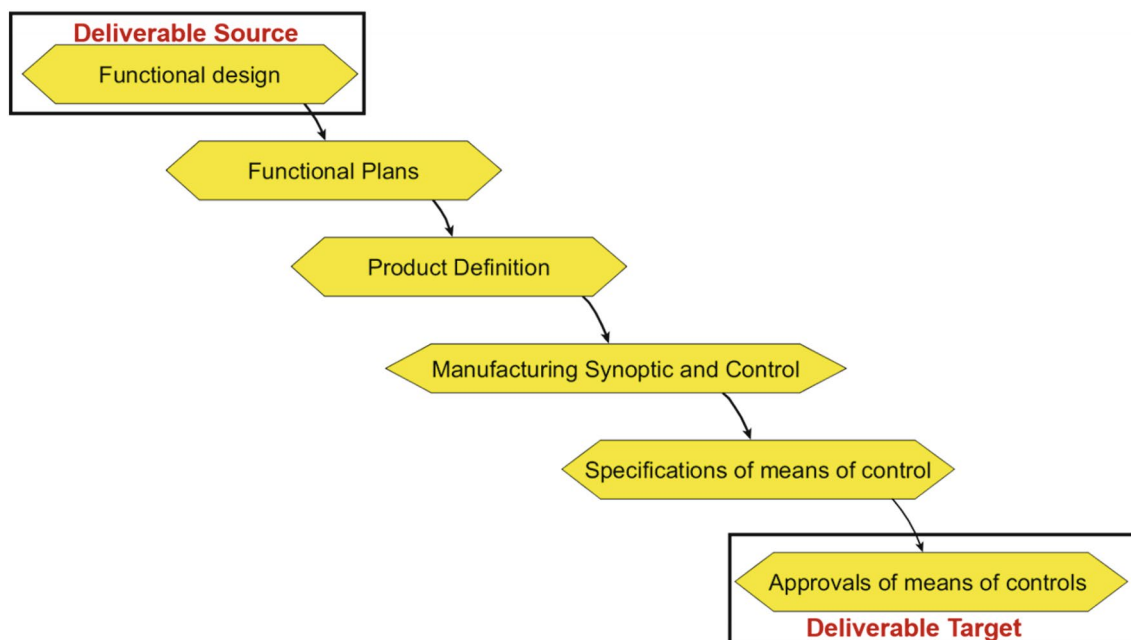 Deliverable Source
Functional design
Functional Plans
Product Definition
Manufacturing Synoptic and Control
Specifications of means of control
Approvals of means of controls
Deliverable Target